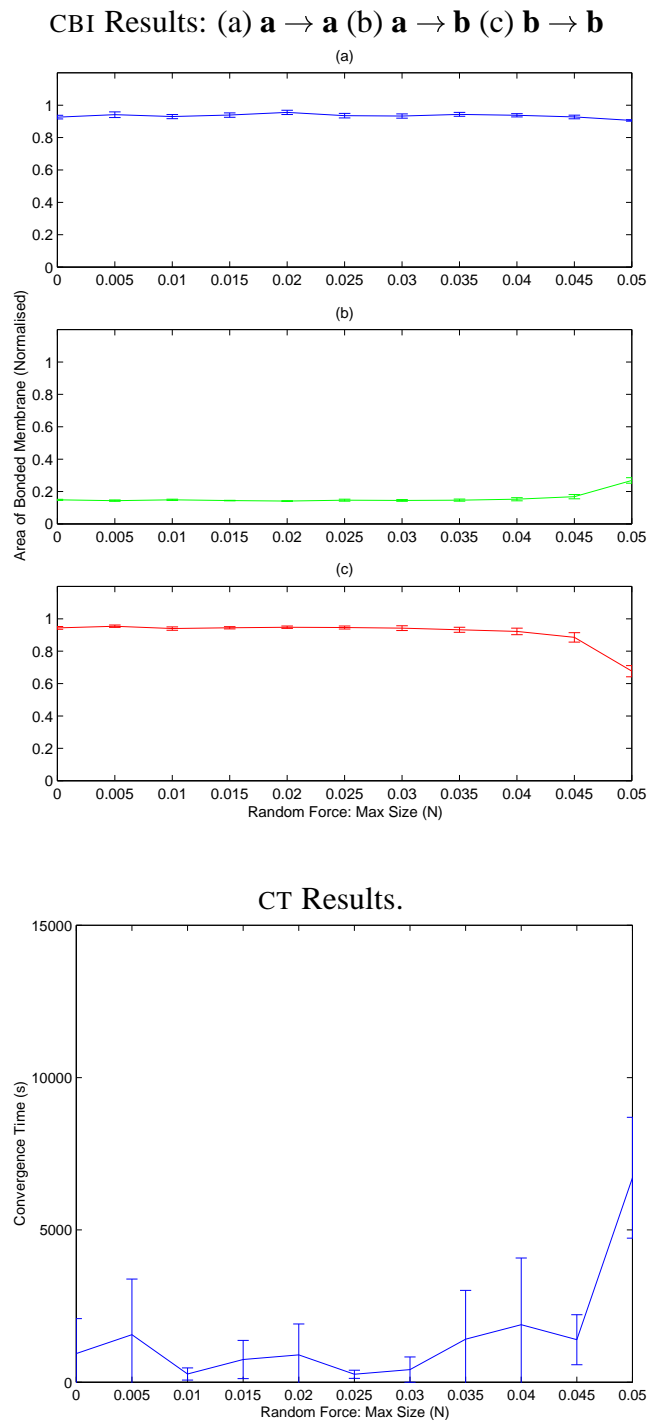 CBI Results: (a) a → a (b) a → b (c) b → b
(a)
1
0.8
0.6
0.4
0.2
0
0 0.005 0.01 0.015 0.02 0.025 0.03 0.035 0.04 0.045 0.05
Area of Bonded Membrane (Normalised)
(b)
1
0.8
0.6
0.4
0.2
0
0 0.005 0.01 0.015 0.02 0.025 0.03 0.035 0.04 0.045 0.05
(c)
1
0.8
0.6
0.4
0.2
0
0 0.005 0.01 0.015 0.02 0.025 0.03 0.035 0.04 0.045 0.05
Random Force: Max Size (N)
CT Results.
15000
10000
5000
0
Convergence Time (s)
0 0.005 0.01 0.015 0.02 0.025 0.03 0.035 0.04 0.045 0.05
Random Force: Max Size (N)